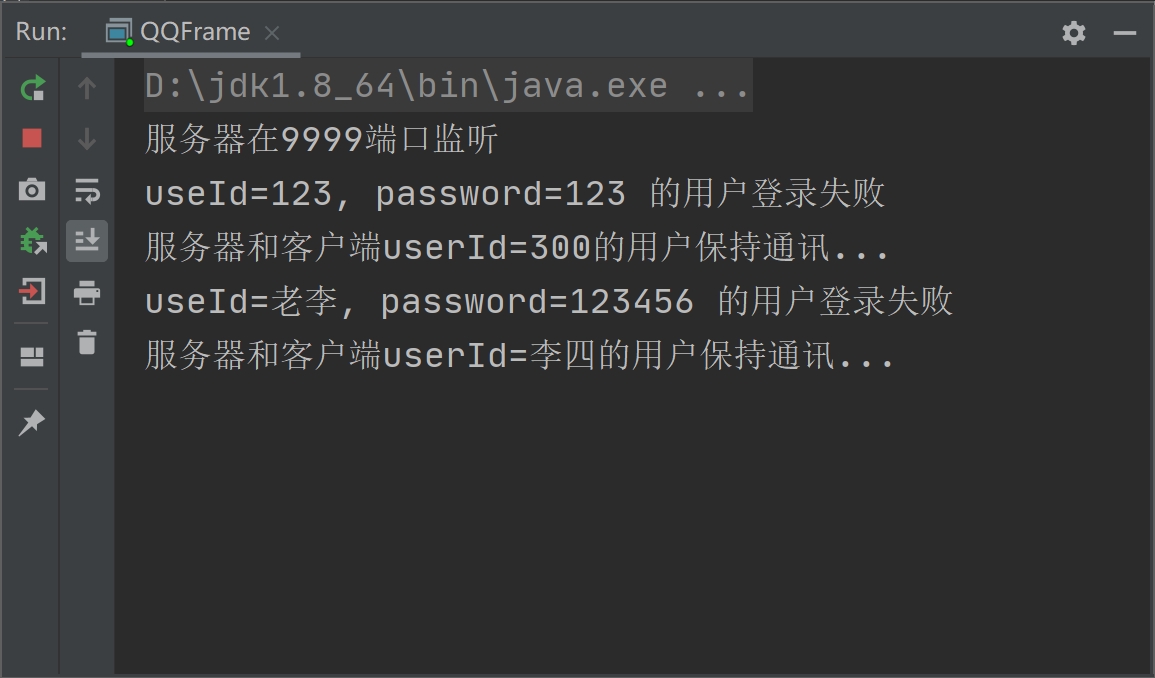 Run: QQFrame
D:\jdk1.8_64\bin\java.exe ...
服务器在9999端口监听
useId=123, password=123 的用户登录失败
服务器和客户端userId=300的用户保持通讯...
useId=老李, password=123456 的用户登录失败
服务器和客户端userId=李四的用户保持通讯...